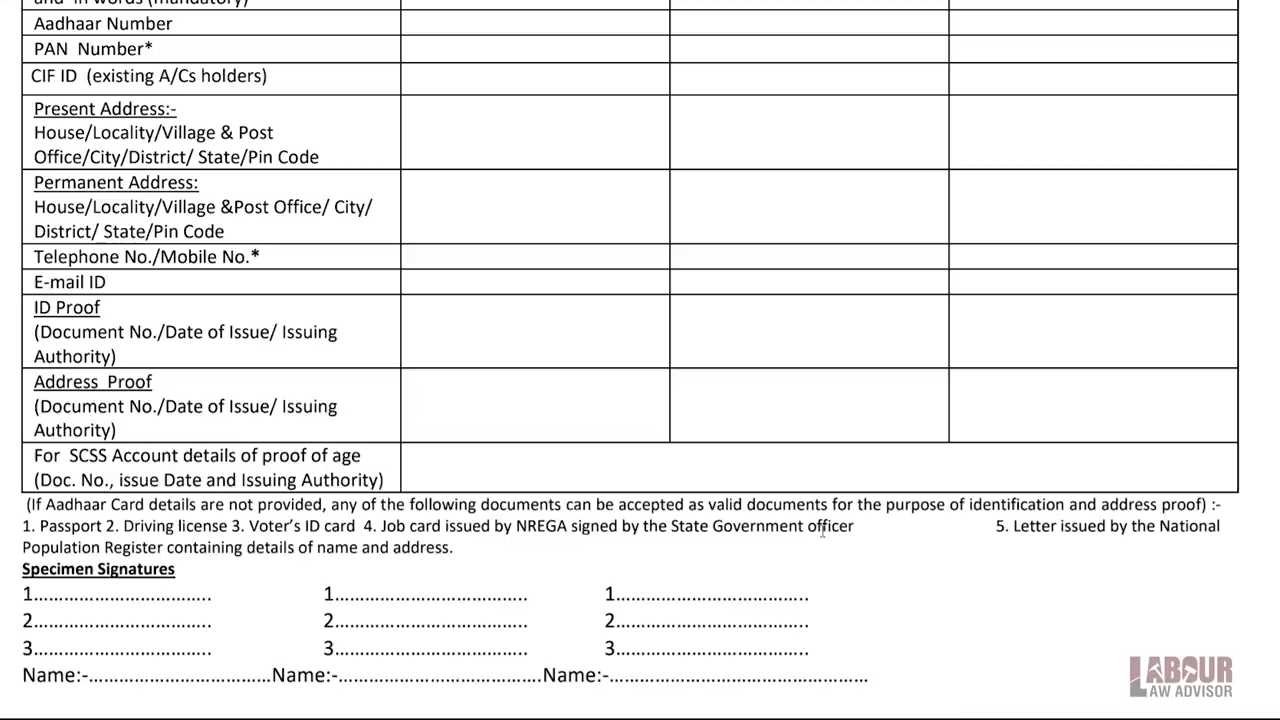 and in words (mandatory)
Aadhaar Number
PAN Number*
CIF ID (existing A/Cs holders)
Present Address:-
House/Locality/Village & Post
Office/City/District/ State/Pin Code
Permanent Address:
House/Locality/Village &Post Office/ City/
District/ State/Pin Code
Telephone No./Mobile No.*
E-mail ID
ID Proof
(Document No./Date of Issue/ Issuing
Authority)
Address Proof
(Document No./Date of Issue/ Issuing
Authority)
For SCSS Account details of proof of age
(Doc. No., issue Date and Issuing Authority)
(If Aadhaar Card details are not provided, any of the following documents can be accepted as valid documents for the purpose of identification and address proof) :-
1. Passport 2. Driving license 3. Voter's ID card 4. Job card issued by NREGA signed by the State Government officer 5. Letter issued by the National
Population Register containing details of name and address.
Specimen Signatures
1…………………………….. 1…………………………….. 1……………………………..
2…………………………….. 2…………………………….. 2……………………………..
3…………………………….. 3…………………………….. 3……………………………..
Name:-………………………………Name:-………………………………Name:-………………………………………
LABOUR
LAW ADVISOR